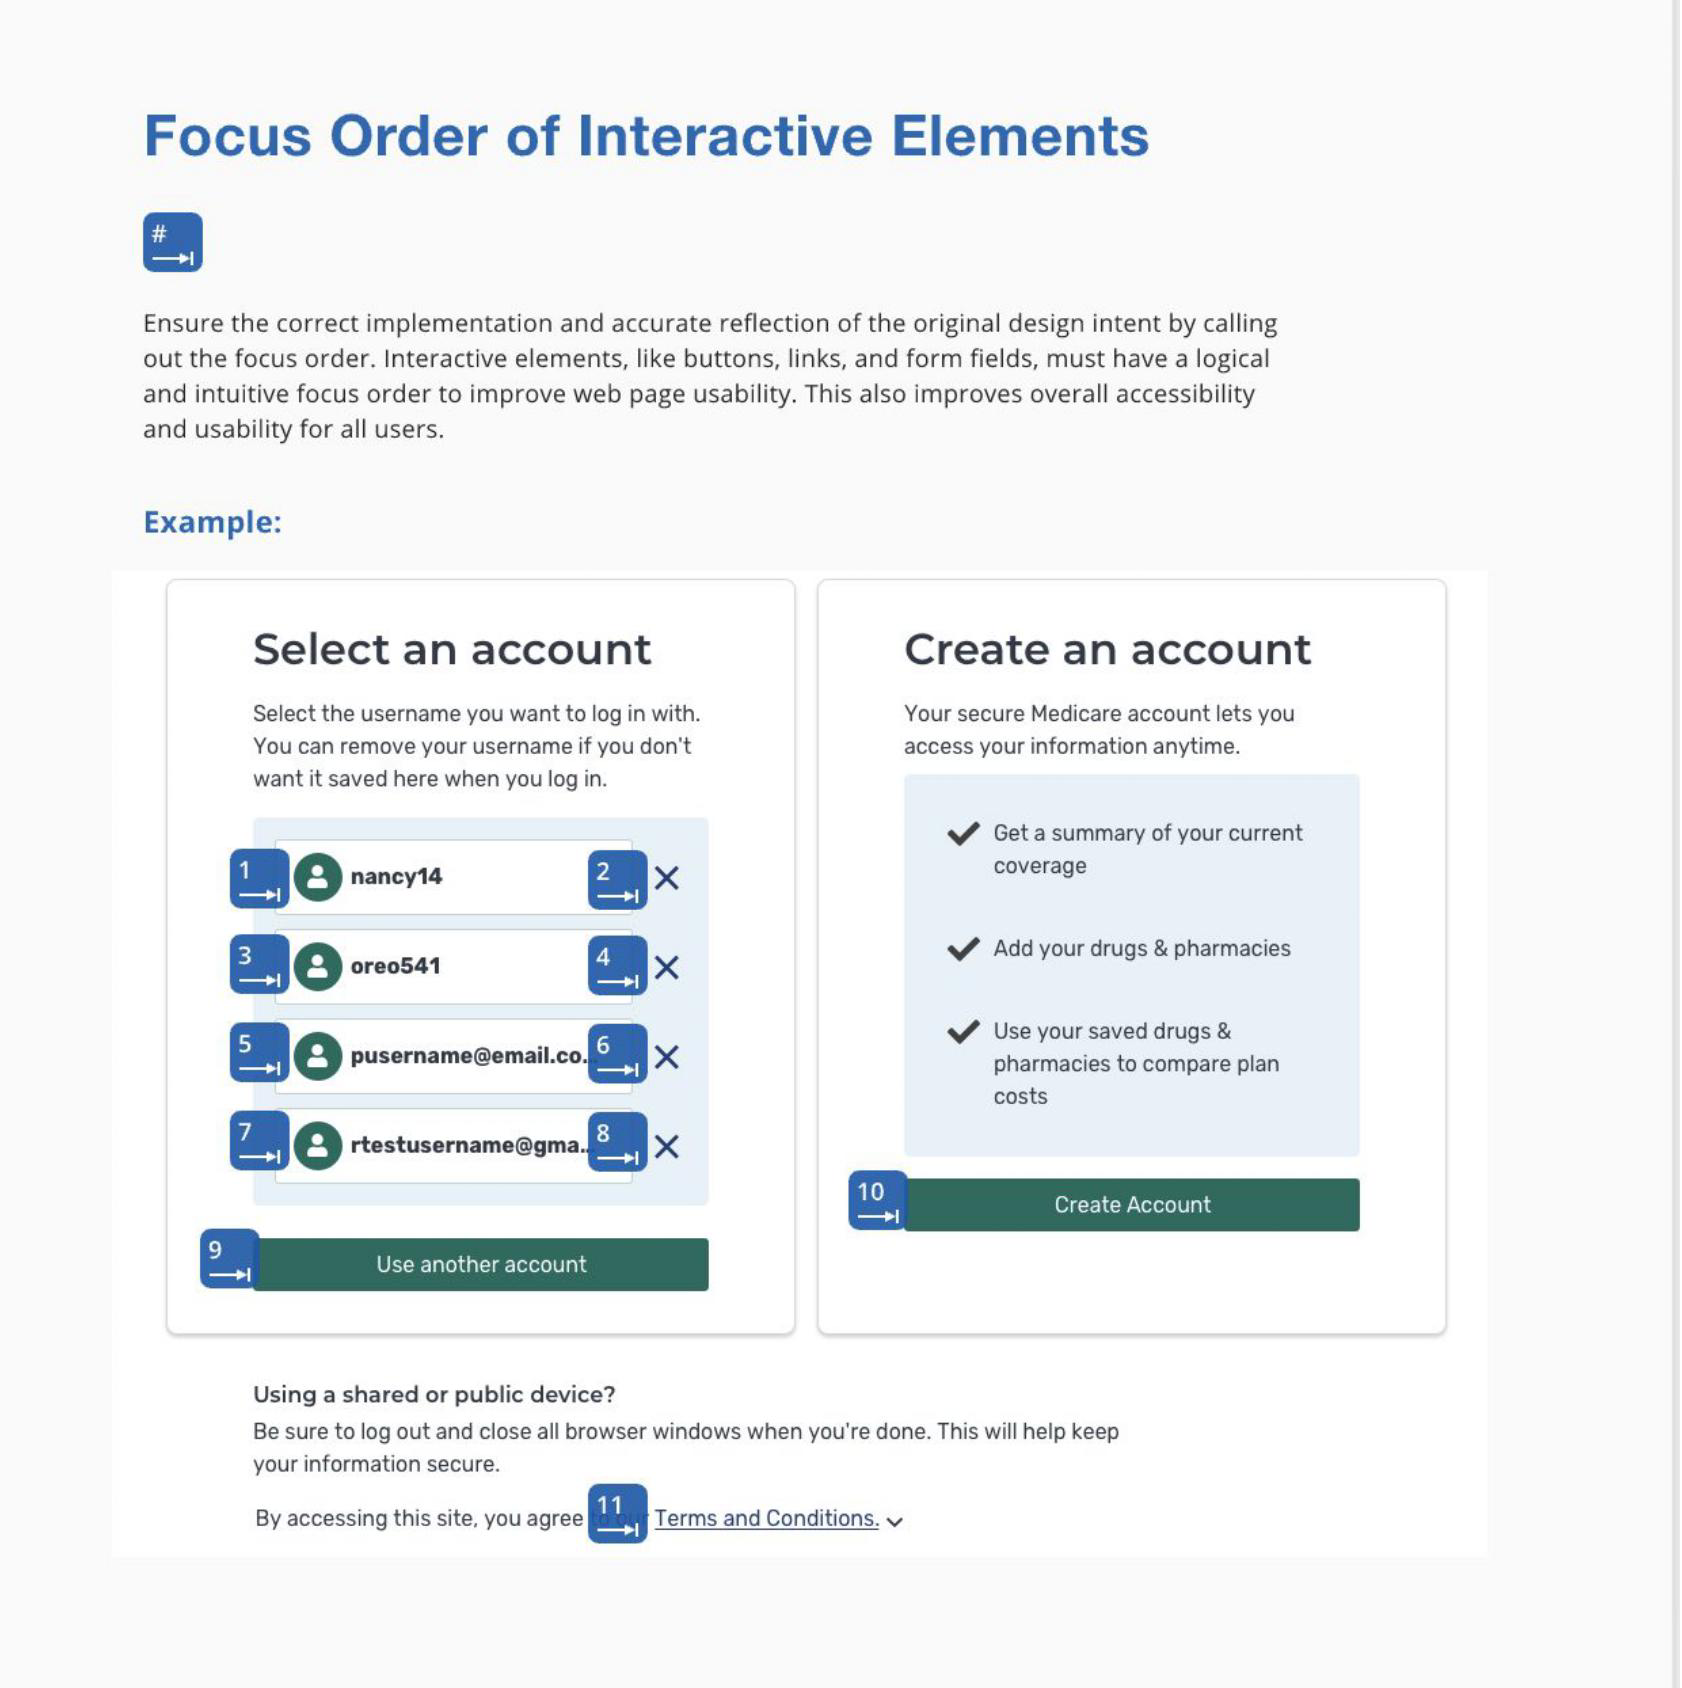 Focus Order of Interactive Elements
#
Ensure the correct implementation and accurate reflection of the original design intent by calling
out the focus order. Interactive elements, like buttons, links, and form fields, must have a logical
and intuitive focus order to improve web page usability. This also improves overall accessibility
and usability for all users.
Example:
Select an account
Select the username you want to log in with.
You can remove your username if you don't
want it saved here when you log in.
1 nancy14 2
3 oreo541 4
5 pusername@email.co... 6
7 rtestusername@gma... 8
9 Use another account
Create an account
Your secure Medicare account lets you
access your information anytime.
Get a summary of your current
coverage
Add your drugs & pharmacies
Use your saved drugs &
pharmacies to compare plan
costs
10 Create Account
Using a shared or public device?
Be sure to log out and close all browser windows when you're done. This will help keep
your information secure.
By accessing this site, you agree to our 11 Terms and Conditions.